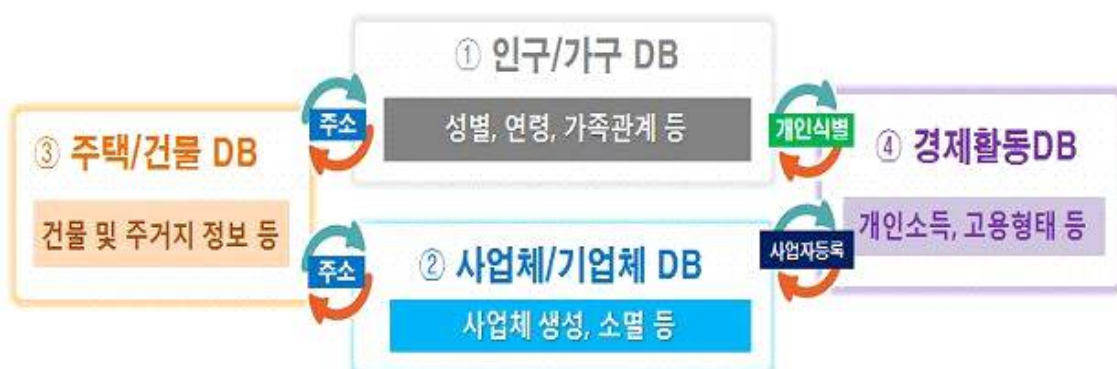 ① 인구/가구 DB
성별, 연령, 가족관계 등
주소
개인식별
③ 주택/건물 DB
건물 및 주거지 정보 등
④ 경제활동DB
개인소득, 고용형태 등
주소
사업자등록
② 사업체/기업체 DB
사업체 생성, 소멸 등